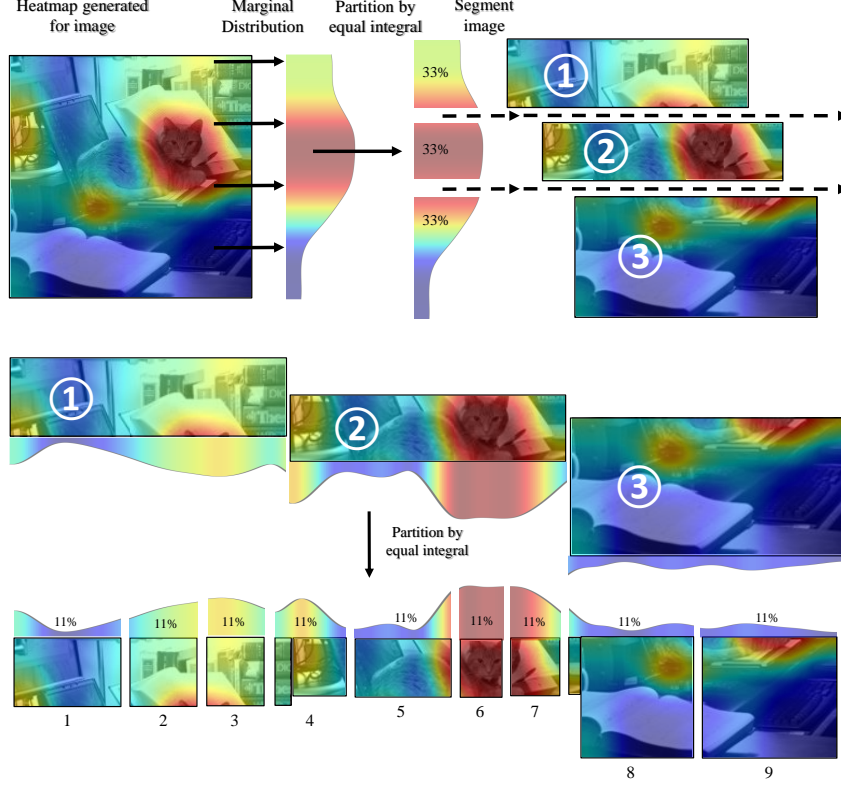 Heatmap generated
for image
Marginal
Distribution
Partition by
equal integral
Segment
image
33%
33%
33%
1
2
3
1
2
3
Partition by
equal integral
11%
11%
11%
11%
11%
11%
11%
11%
11%
1
2
3
4
5
6
7
8
9